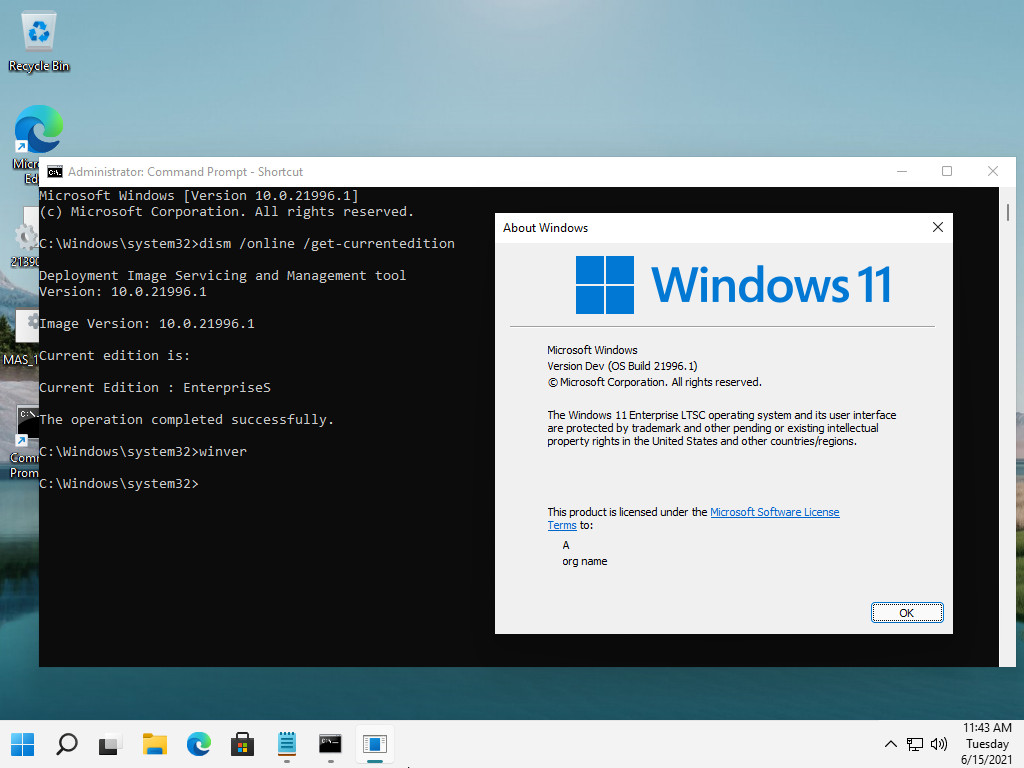 Recycle Bin
Micr
Ed
2139
MAS_1
Com
Prom
Administrator: Command Prompt - Shortcut
Microsoft Windows [Version 10.0.21996.1]
(c) Microsoft Corporation. All rights reserved.
C:\Windows\system32>dism /online /get-currentedition
Deployment Image Servicing and Management tool
Version: 10.0.21996.1
Image Version: 10.0.21996.1
Current edition is:
Current Edition : EnterpriseS
The operation completed successfully.
C:\Windows\system32>winver
C:\Windows\system32>
About Windows
Windows 11
Microsoft Windows
Version Dev (OS Build 21996.1)
© Microsoft Corporation. All rights reserved.
The Windows 11 Enterprise LTSC operating system and its user interface
are protected by trademark and other pending or existing intellectual
property rights in the United States and other countries/regions.
This product is licensed under the Microsoft Software License
Terms to:
A
org name
OK
11:43 AM
Tuesday
6/15/2021